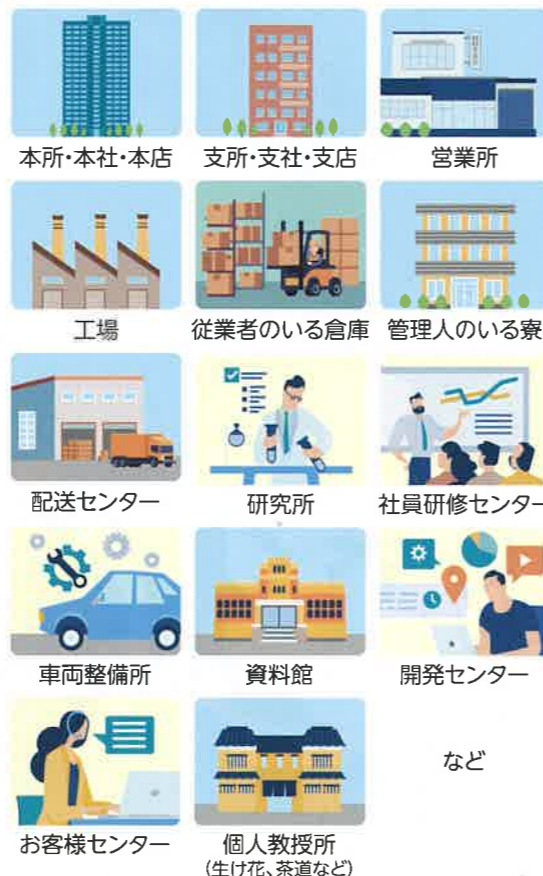 本所・本社・本店
支所・支社・支店
営業所
工場
従業者のいる倉庫
管理人のいる寮
配送センター
研究所
社員研修センター
車両整備所
資料館
開発センター
お客様センター
個人教授所
(生け花、茶道など)
など